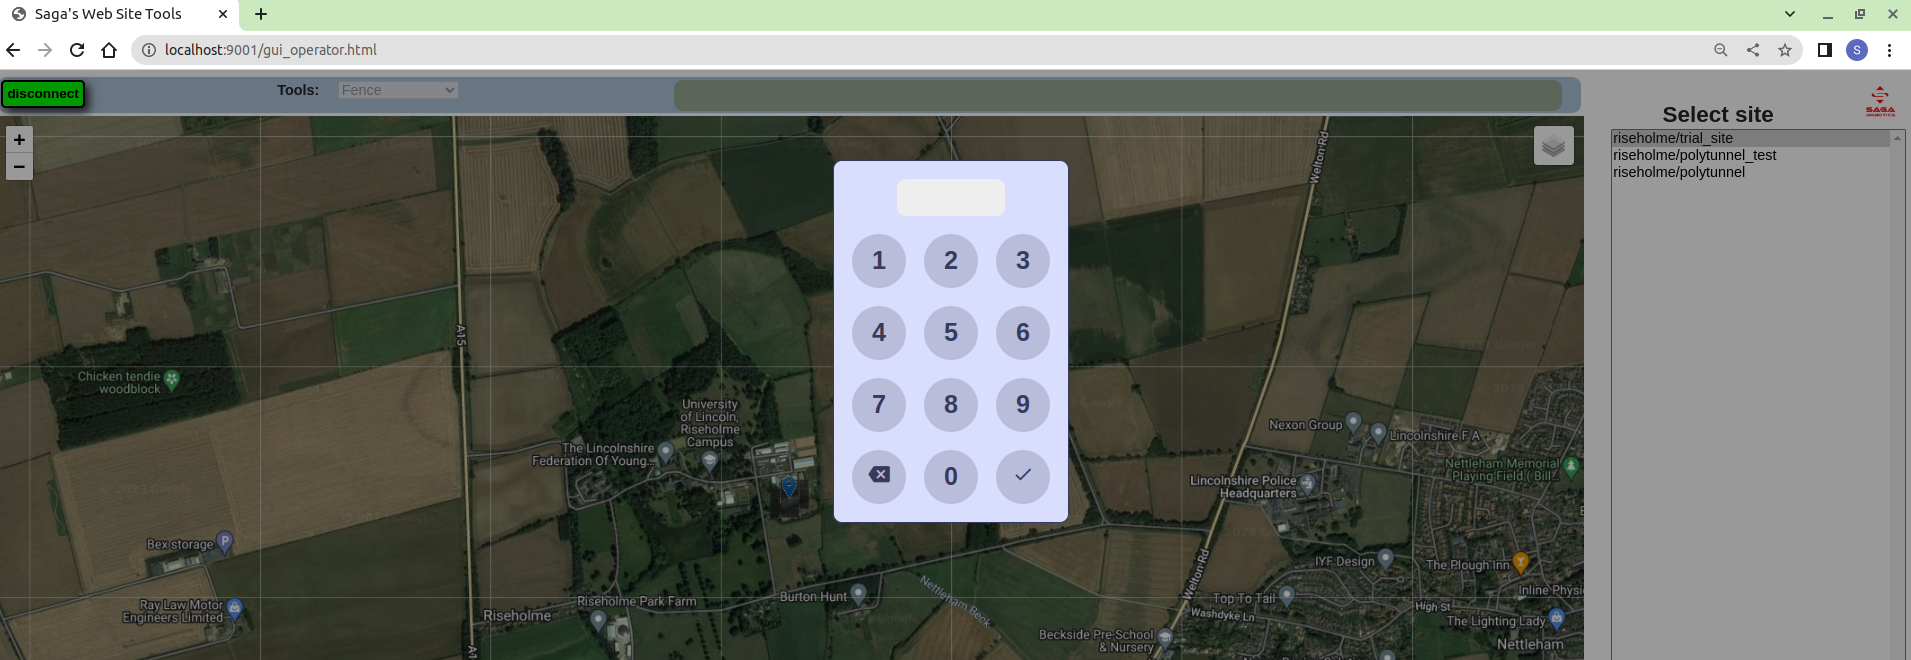 Saga's Web Site Tools
localhost:9001/gui_operator.html
S
disconnect
Tools:
Fence
SAGA
Select site
riseholme/trial_site
riseholme/polytunnel_test
riseholme/polytunnel
+
−
1
2
3
4
5
6
7
8
9
0
Welton Rd
A15
Chicken tendie
woodblock
University
of Lincoln,
Riseholme
Campus
The Lincolnshire
Federation Of Young...
Nexon Group
Lincolnshire F A
Nettleham Memorial
Playing Field ( Bill...
Lincolnshire Police
Headquarters
Bex storage
P
IYF Design
The Plough Inn
Welton Rd
Ray Law Motor
Engineers Limited
Riseholme
Riseholme Park Farm
Burton Hunt
Nettleham Beck
Top To Tail
Washdyke Ln
High St
Inline Physi
The Lighting Lady
Beckside Pre-School
& Nursery
Nettleham
A1